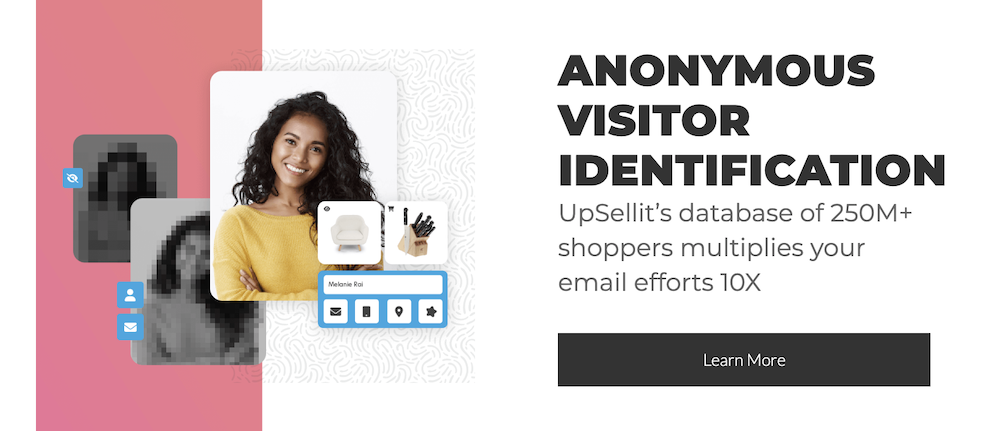 ANONYMOUS
VISITOR
IDENTIFICATION
UpSellit's database of 250M+
shoppers multiplies your
email efforts 10X
Learn More
Melanie Rai